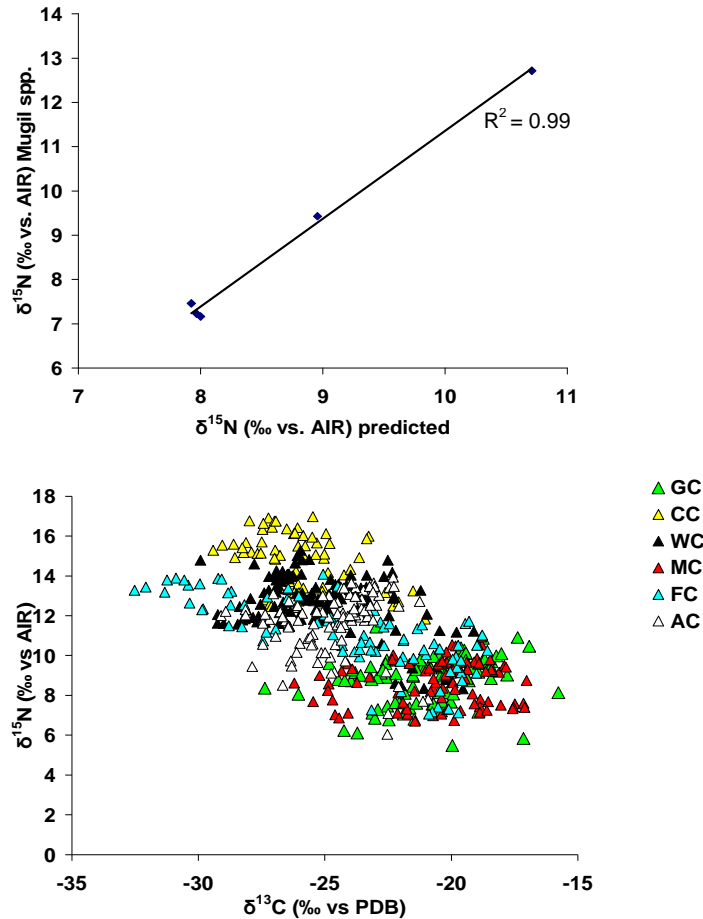 14
13
12
11
10
9
8
7
6
δ¹⁵N (‰ vs. AIR) Mugil spp.
R² = 0.99
7
8
9
10
11
δ¹⁵N (‰ vs. AIR) predicted
18
16
14
12
10
8
6
4
2
0
δ¹⁵N (‰ vs AIR)
-35
-30
-25
-20
-15
δ¹³C (‰ vs PDB)
GC
CC
WC
MC
FC
AC